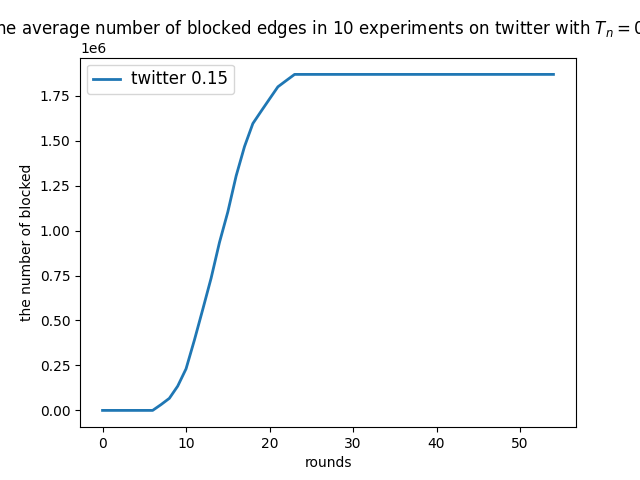 he average number of blocked edges in 10 experiments on twitter with Tₙ = 0
1e6
twitter 0.15
1.75
1.50
1.25
1.00
0.75
0.50
0.25
0.00
the number of blocked
0 10 20 30 40 50
rounds